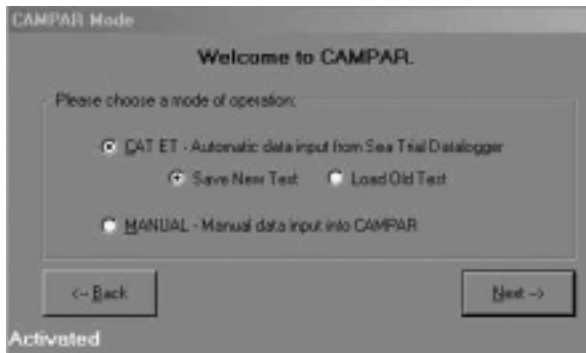 CAMPAR Mode
Welcome to CAMPAR.
Please choose a mode of operation:
CAT ET - Automatic data input from Sea Trial Datalogger
Save New Test Load Old Test
MANUAL - Manual data input into CAMPAR
<-- Back Next -->
Activated